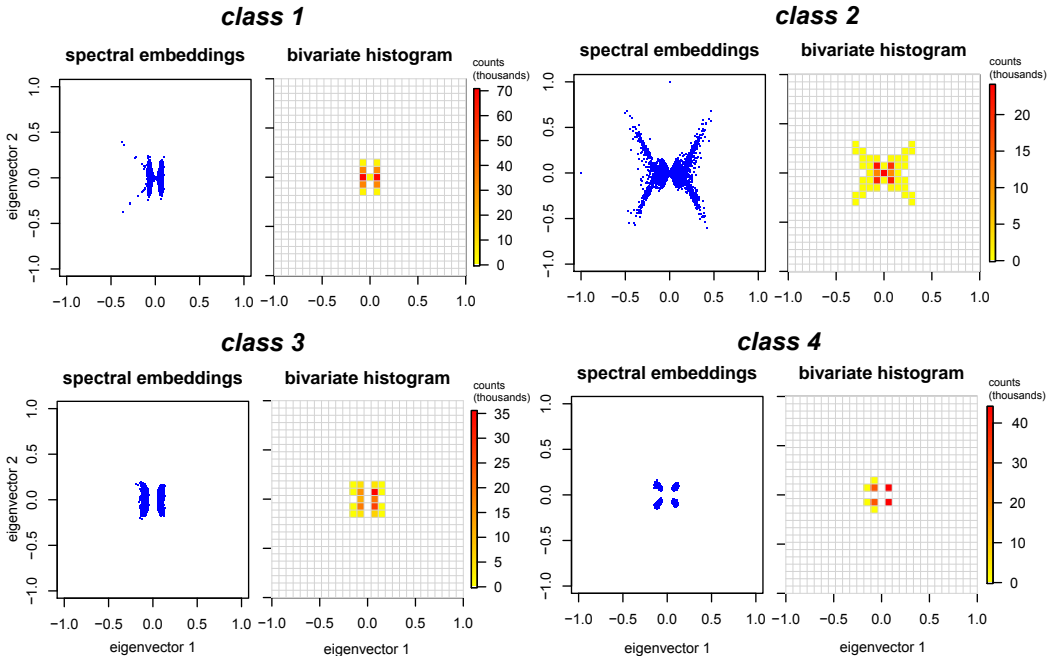 class 1
spectral embeddings
bivariate histogram
counts
(thousands)
eigenvector 2
1.0
0.5
0.0
−0.5
−1.0
−1.0 −0.5 0.0 0.5 1.0
−1.0 −0.5 0.0 0.5 1.0
70
60
50
40
30
20
10
0
class 2
spectral embeddings
bivariate histogram
counts
(thousands)
1.0
0.5
0.0
−0.5
−1.0
−1.0 −0.5 0.0 0.5 1.0
−1.0 −0.5 0.0 0.5 1.0
20
15
10
5
0
class 3
spectral embeddings
bivariate histogram
counts
(thousands)
eigenvector 2
1.0
0.5
0.0
−0.5
−1.0
−1.0 −0.5 0.0 0.5 1.0
−1.0 −0.5 0.0 0.5 1.0
eigenvector 1
eigenvector 1
35
30
25
20
15
10
5
0
class 4
spectral embeddings
bivariate histogram
counts
(thousands)
1.0
0.5
0.0
−0.5
−1.0
−1.0 −0.5 0.0 0.5 1.0
−1.0 −0.5 0.0 0.5 1.0
eigenvector 1
eigenvector 1
40
30
20
10
0